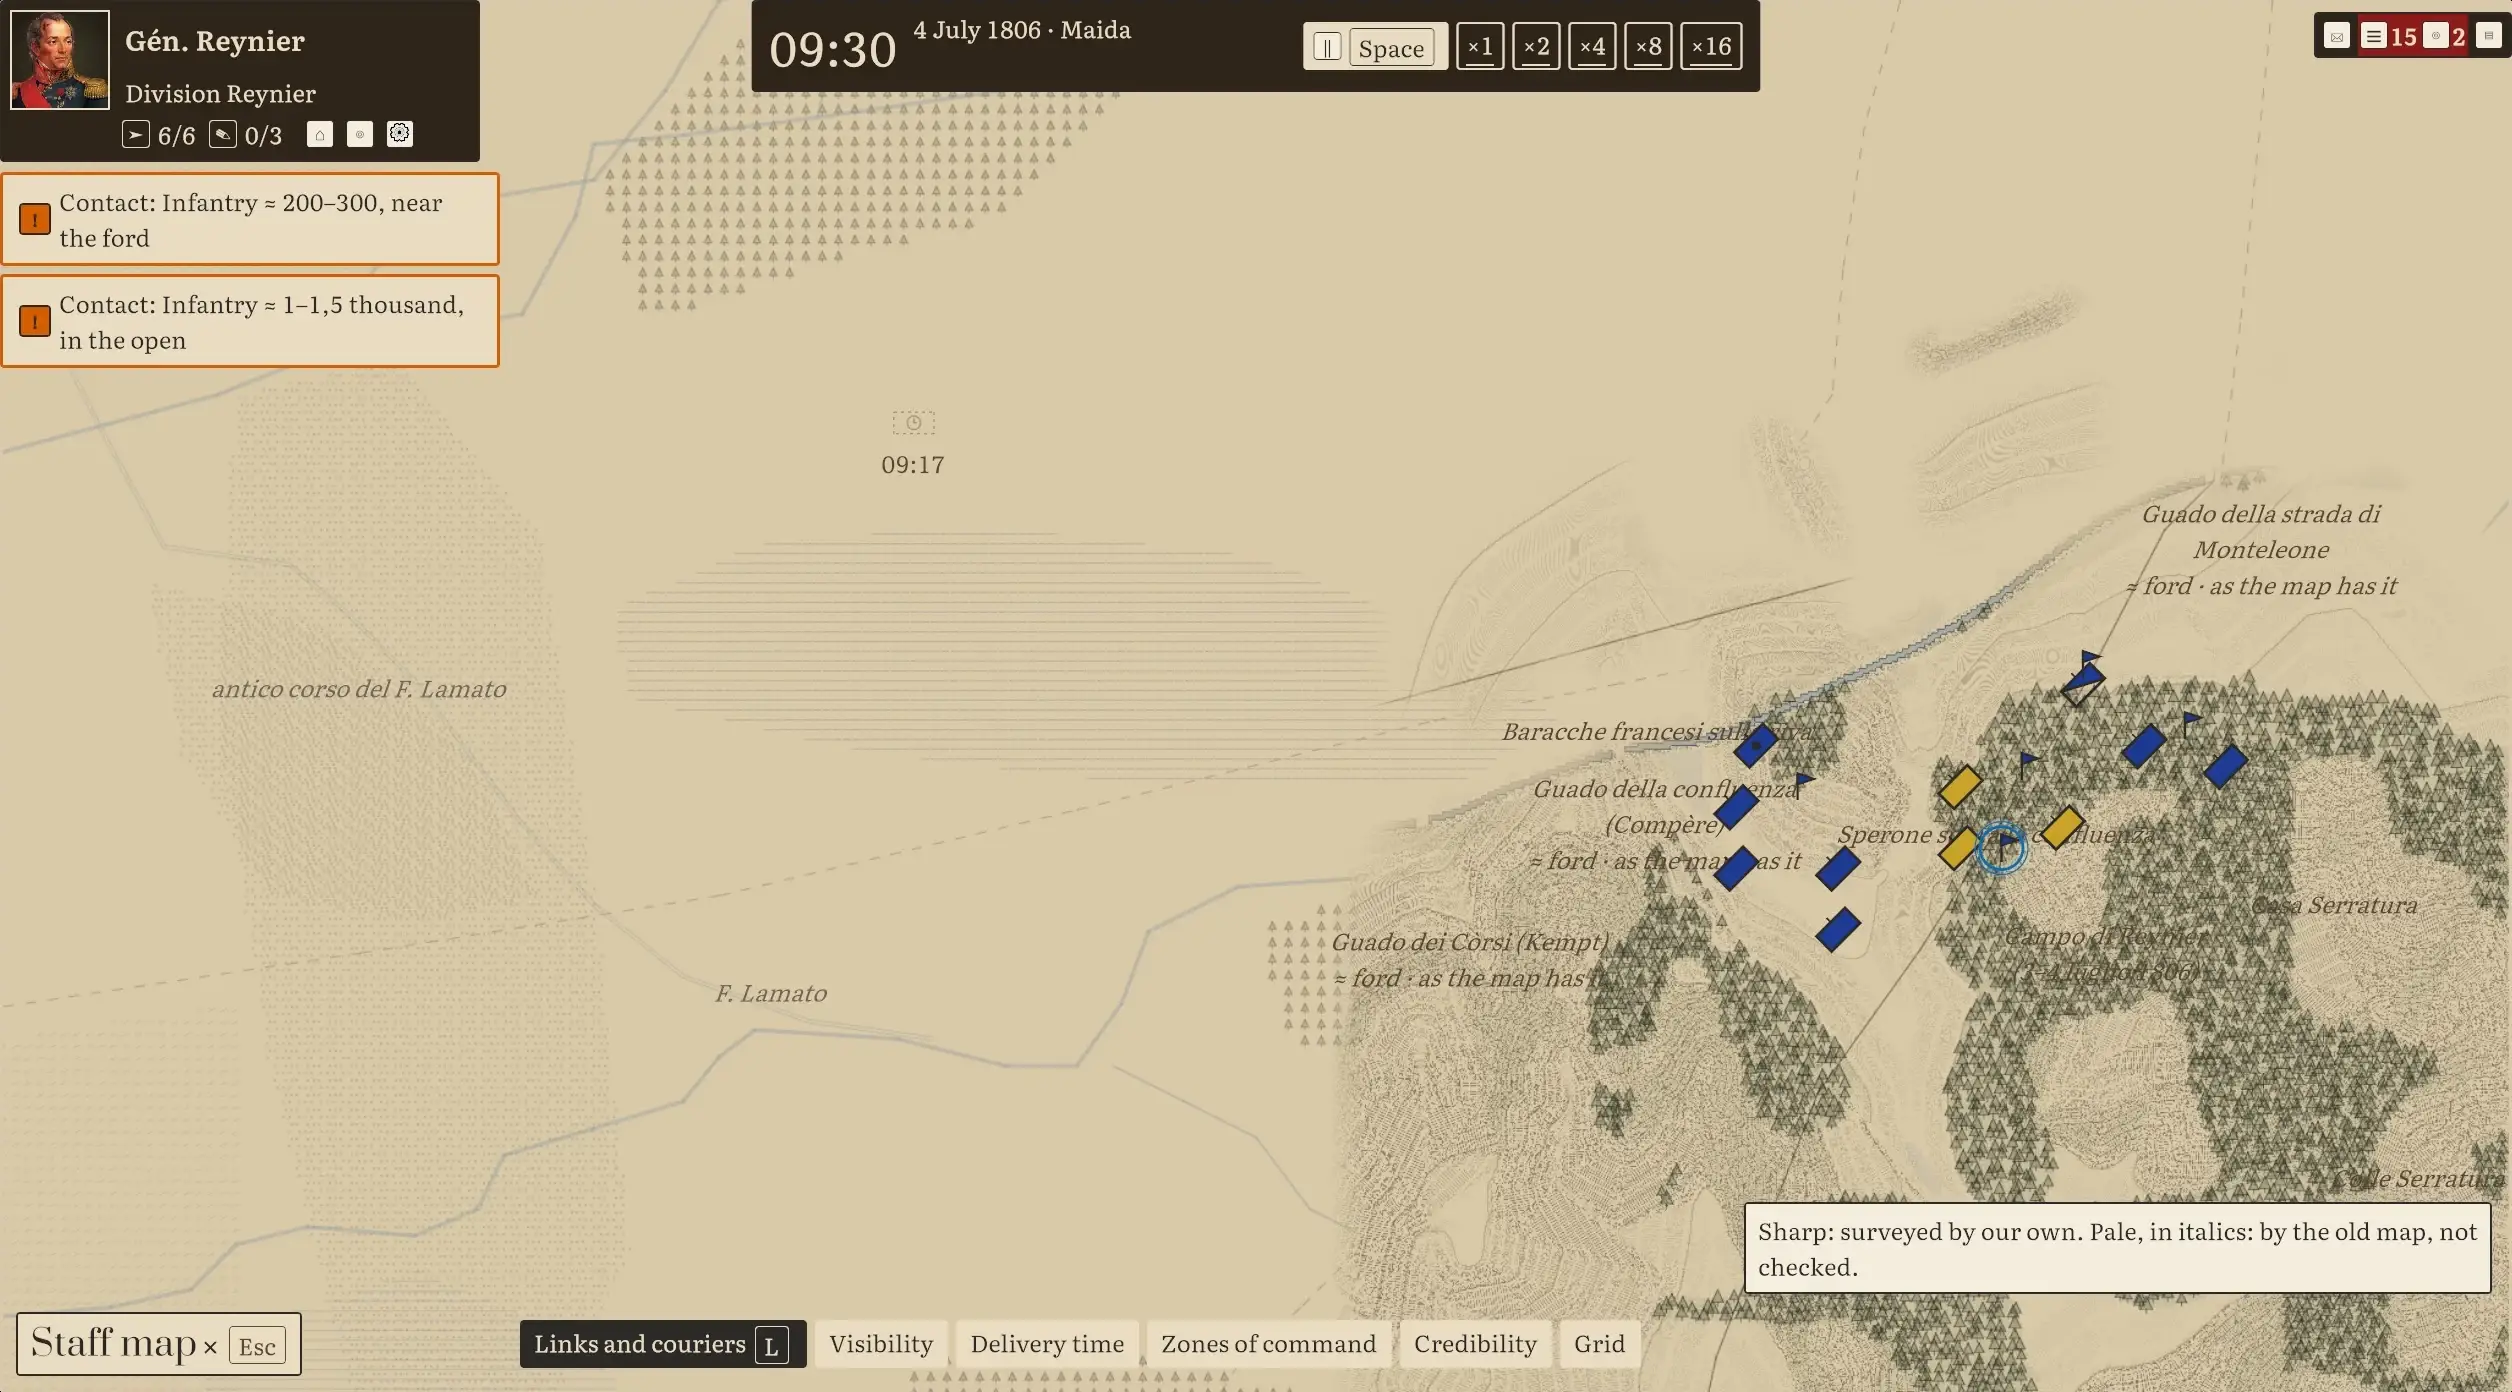 Gén. Reynier
Division Reynier
6/6 0/3
09:30 4 July 1806 · Maida
|| Space ×1 ×2 ×4 ×8 ×16
15 2
! Contact: Infantry ≈ 200–300, near
the ford
! Contact: Infantry ≈ 1–1,5 thousand,
in the open
09:17
Guado della strada di
Monteleone
≈ ford · as the map has it
antico corso del F. Lamato
Baracche francesi
Guado della confluenza
(Compère)
≈ ford · as the map has it
Sperone
Casa Serratura
Guado dei Còrsi (Kempt)
≈ ford · as the map has it
Campo di Reynier
F. Lamato
Colle Serratura
Sharp: surveyed by our own. Pale, in italics: by the old map, not
checked.
Staff map × Esc
Links and couriers L Visibility Delivery time Zones of command Credibility Grid